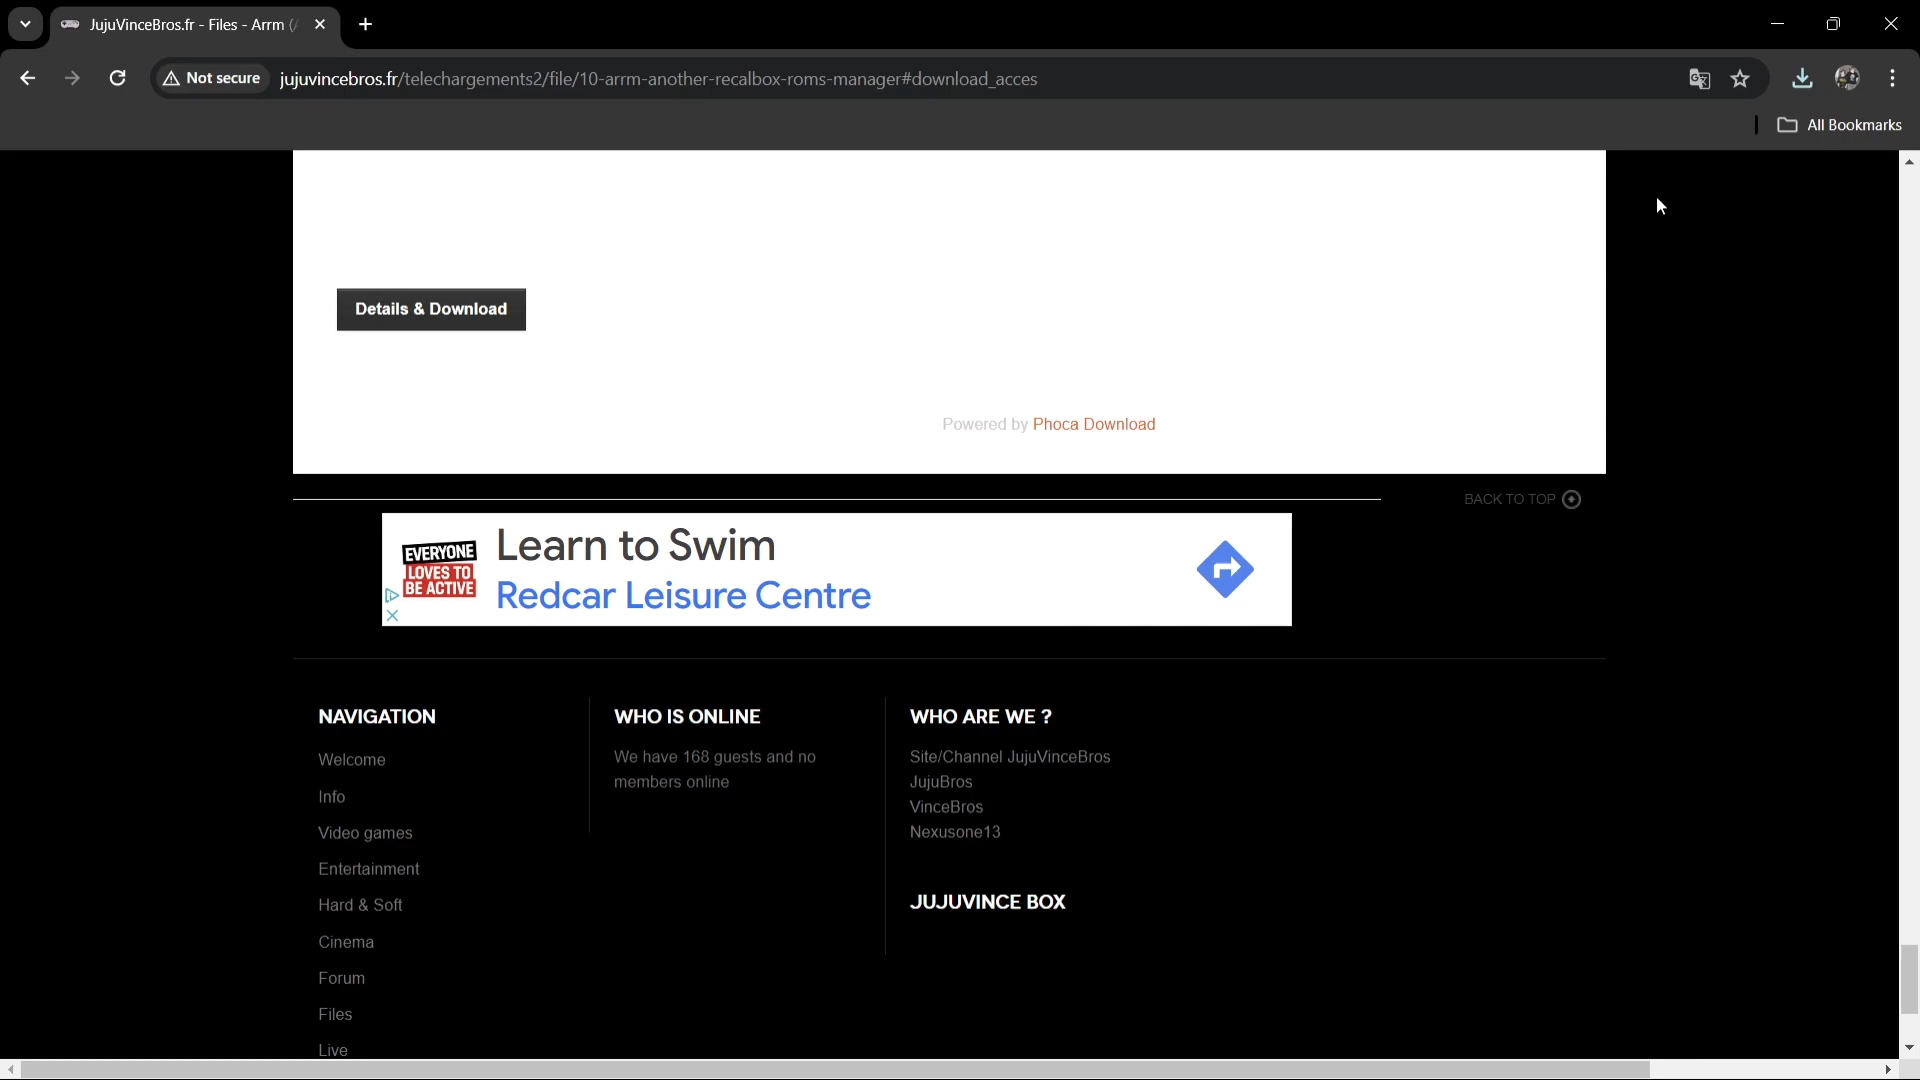 JujuVinceBros.fr - Files - Arrm (
Not secure
jujuvincebros.fr/telechargements2/file/10-arrm-another-recalbox-roms-manager#download_acces
All Bookmarks
Details & Download
Powered by Phoca Download
BACK TO TOP
EVERYONE
LOVES TO
BE ACTIVE
Learn to Swim
Redcar Leisure Centre
NAVIGATION
Welcome
Info
Video games
Entertainment
Hard & Soft
Cinema
Forum
Files
Live
WHO IS ONLINE
We have 168 guests and no
members online
WHO ARE WE ?
Site/Channel JujuVinceBros
JujuBros
VinceBros
Nexusone13
JUJUVINCE BOX